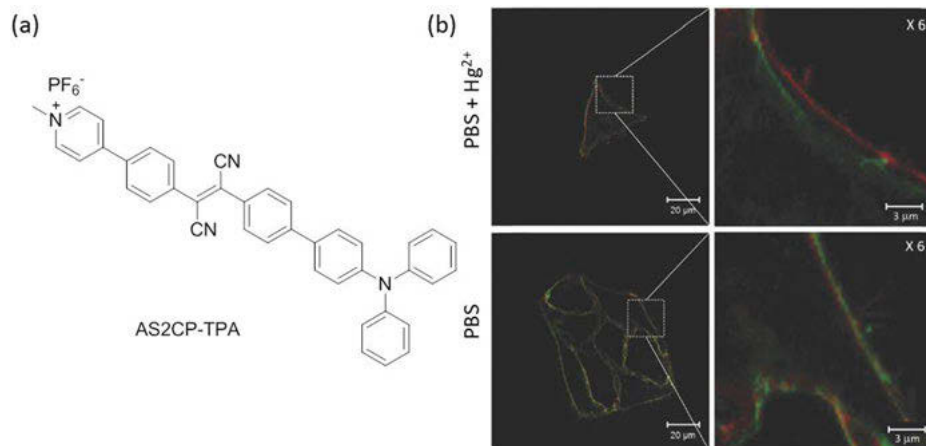 (a)
(b)
PF₆⁻
N⁺
CN
CN
N
AS2CP-TPA
PBS + Hg²⁺
X 6
20 μm
3 μm
PBS
X 6
20 μm
3 μm